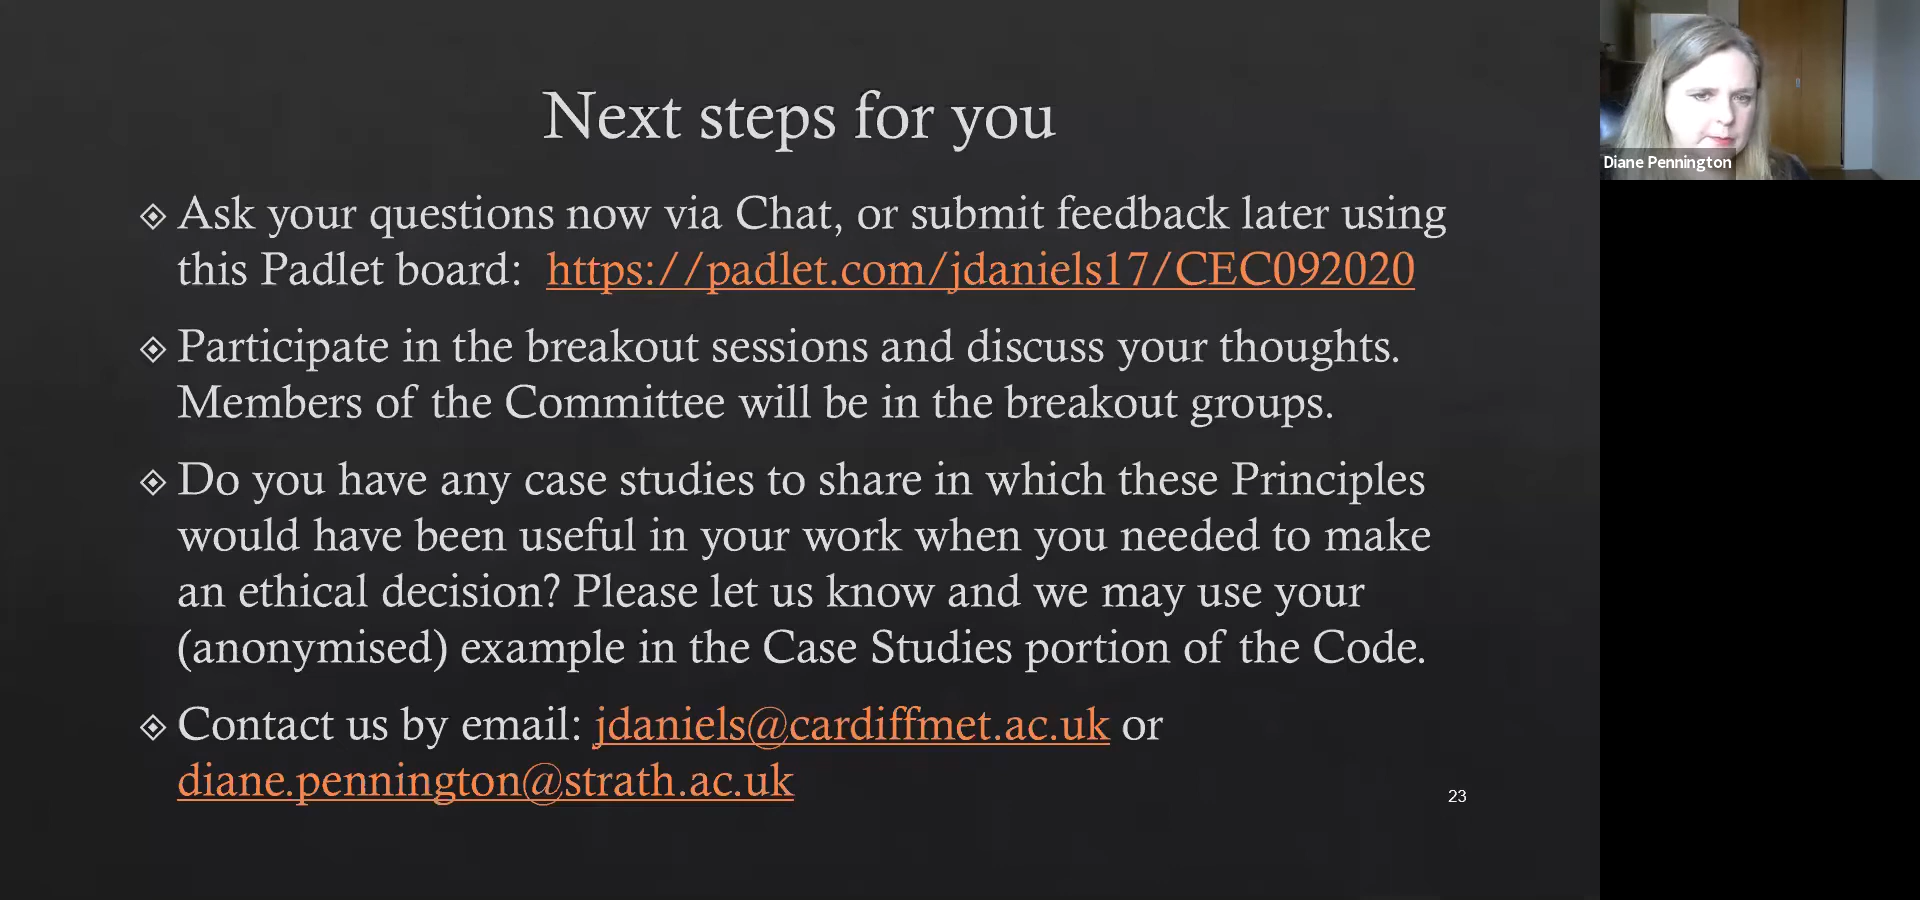 Next steps for you
Ask your questions now via Chat, or submit feedback later using
this Padlet board: https://padlet.com/jdaniels17/CEC092020
Participate in the breakout sessions and discuss your thoughts.
Members of the Committee will be in the breakout groups.
Do you have any case studies to share in which these Principles
would have been useful in your work when you needed to make
an ethical decision? Please let us know and we may use your
(anonymised) example in the Case Studies portion of the Code.
Contact us by email: jdaniels@cardiffmet.ac.uk or
diane.pennington@strath.ac.uk
23
Diane Pennington